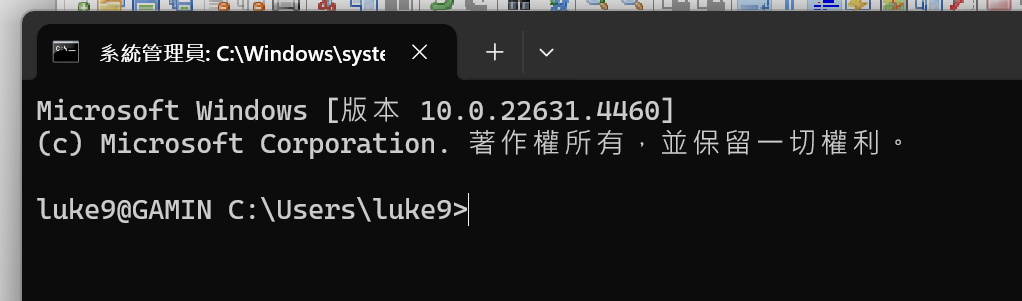 系統管理員: C:\Windows\syste
Microsoft Windows [版本 10.0.22631.4460]
(c) Microsoft Corporation. 著作權所有，並保留一切權利。
luke9@GAMIN C:\Users\luke9>